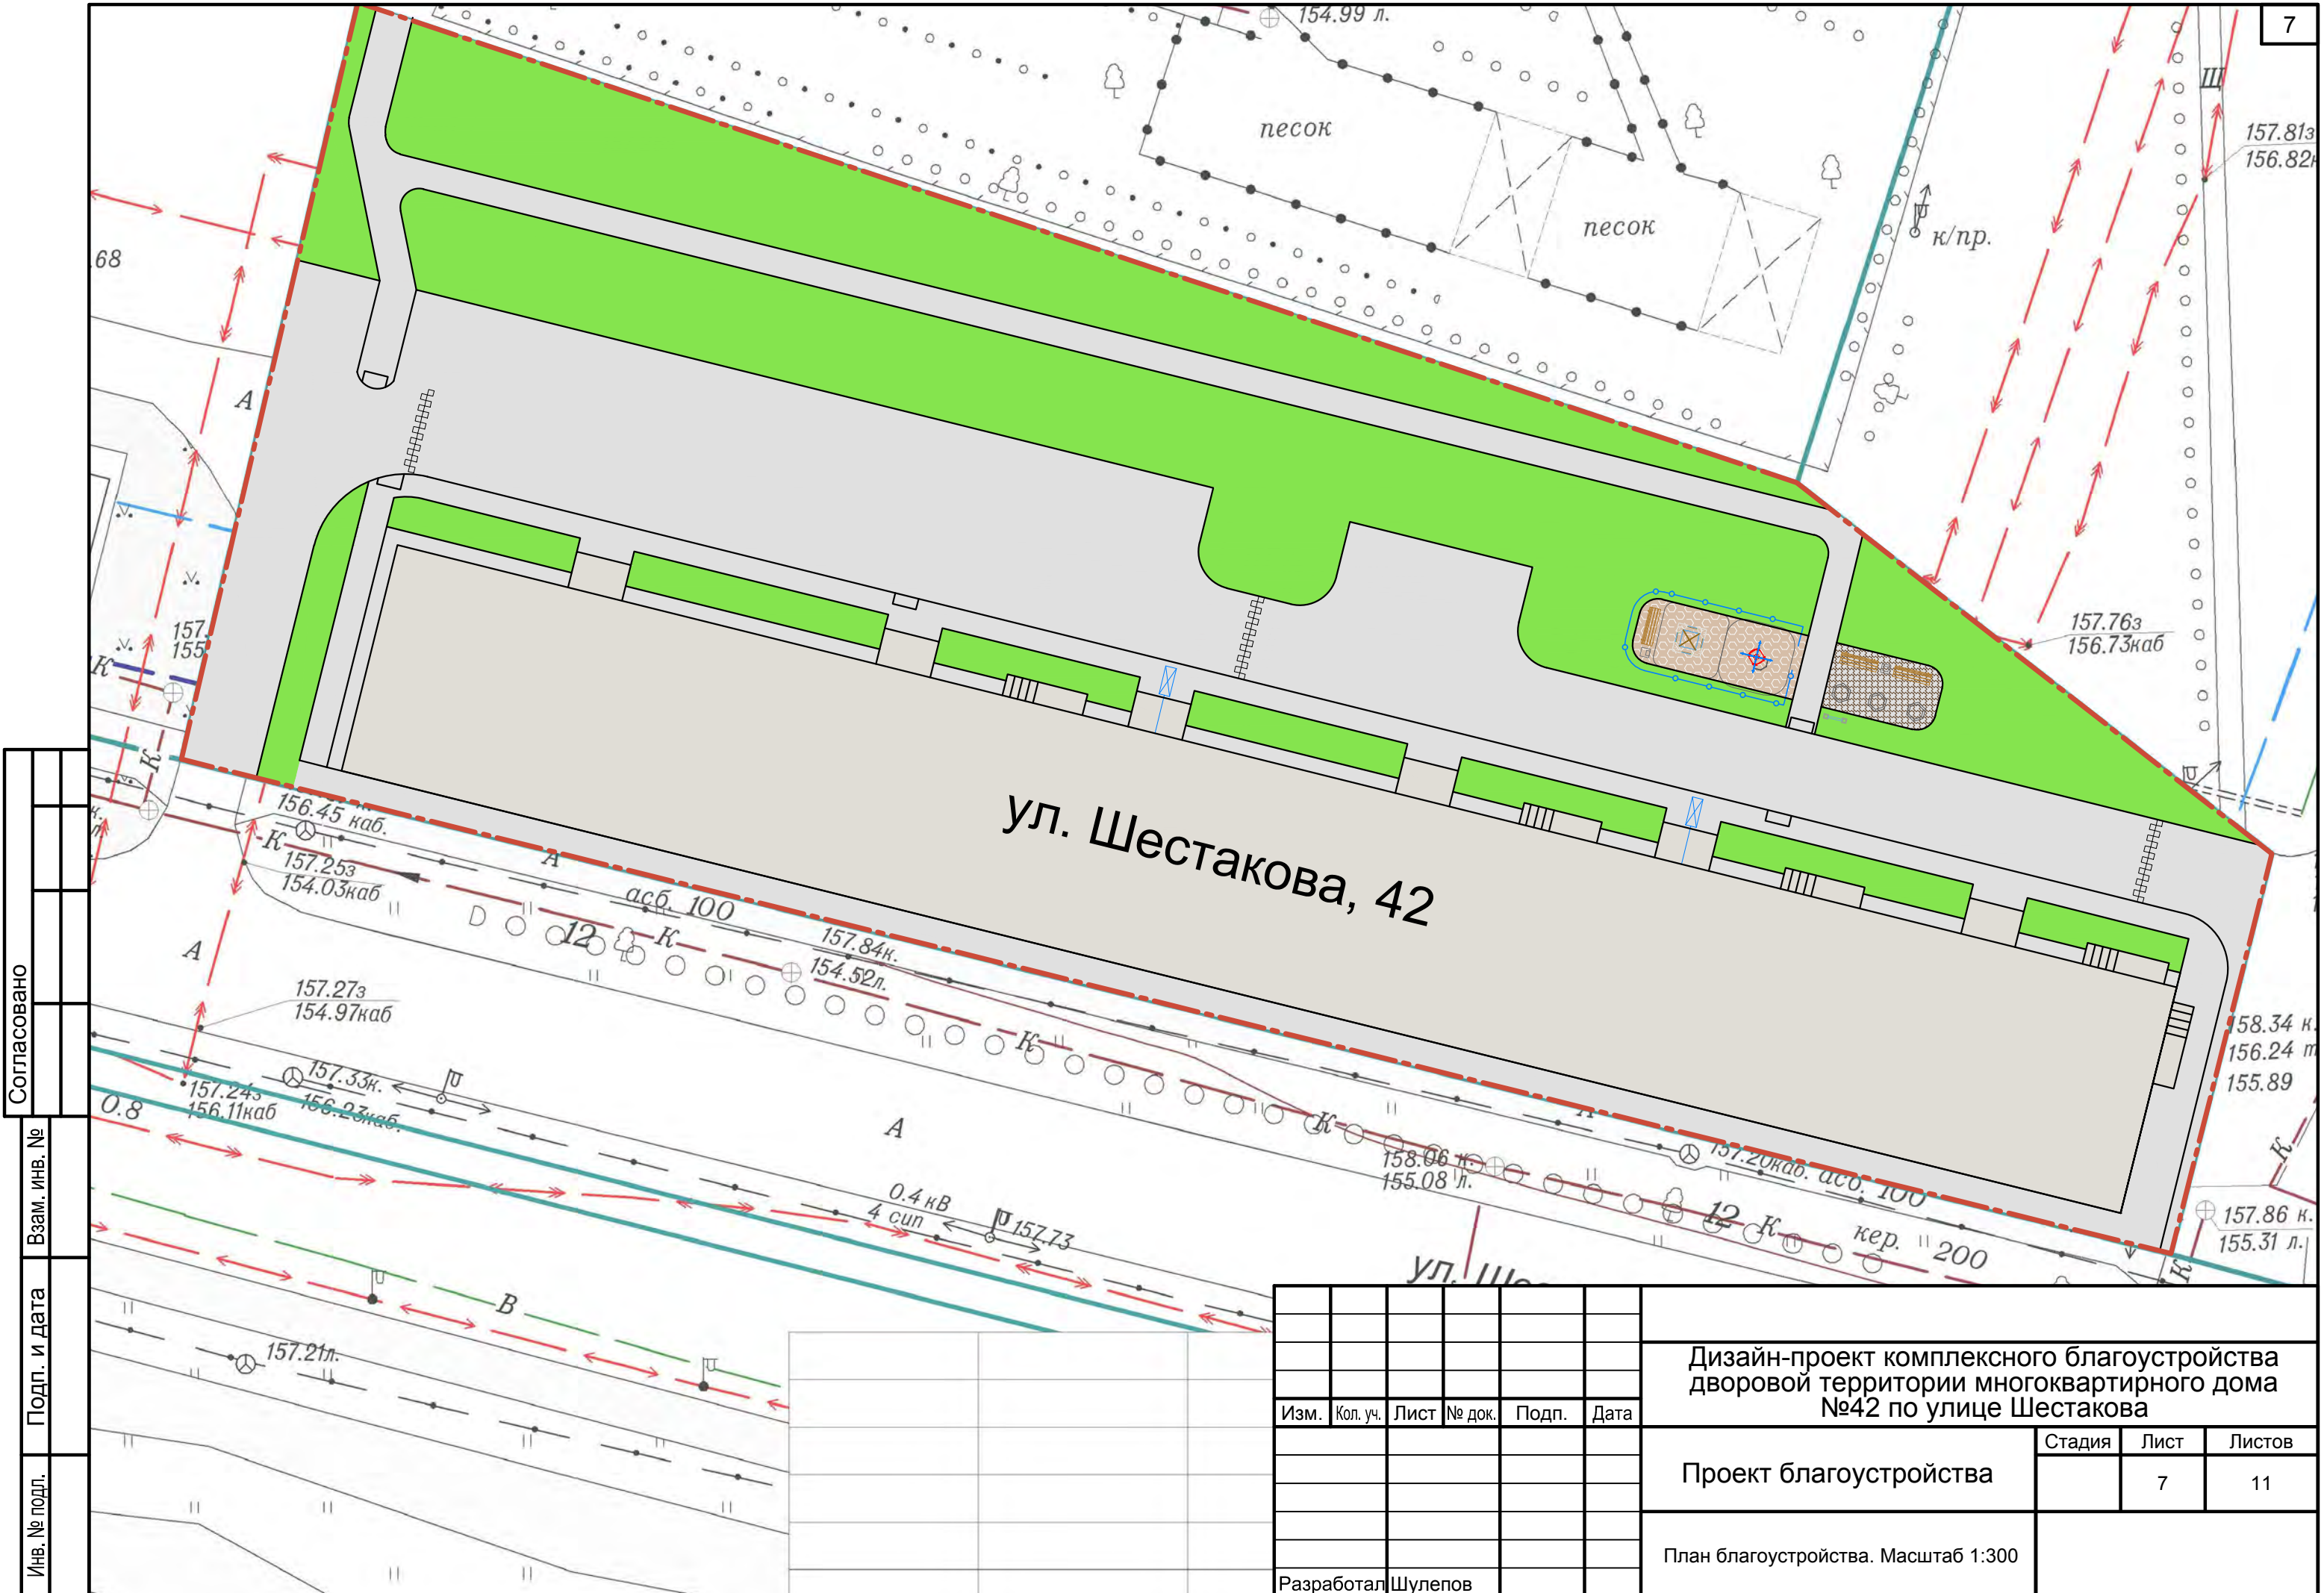 7
154.99 л.
песок
песок
к/пр.
Щ
157.81з
156.82
.68
А
157.
155
К
К
157.76з
156.73каб
ул. Шестакова, 42
156.45 каб.
К
157.25з
154.03каб
А
асб. 100
12
К
157.84к.
154.52л.
А
157.27з
154.97каб
157.33к.
156.23каб.
157.24з
156.11каб
0.8
А
К
К
158.06 к.
155.08 л.
157.20каб.
асб. 100
12
К
кер.
200
К
158.34 к.
156.24 т
155.89
К
157.86 к.
155.31 л.
0.4 кВ
4 сип
157.73
В
157.21л.
ул.
Согласовано
Взам. инв. №
Подп. и дата
Инв. № подл.
Изм.
Кол. уч.
Лист
№ док.
Подп.
Дата
Разработал
Шулепов
Дизайн-проект комплексного благоустройства
дворовой территории многоквартирного дома
№42 по улице Шестакова
Проект благоустройства
Стадия
Лист
Листов
7
11
План благоустройства. Масштаб 1:300